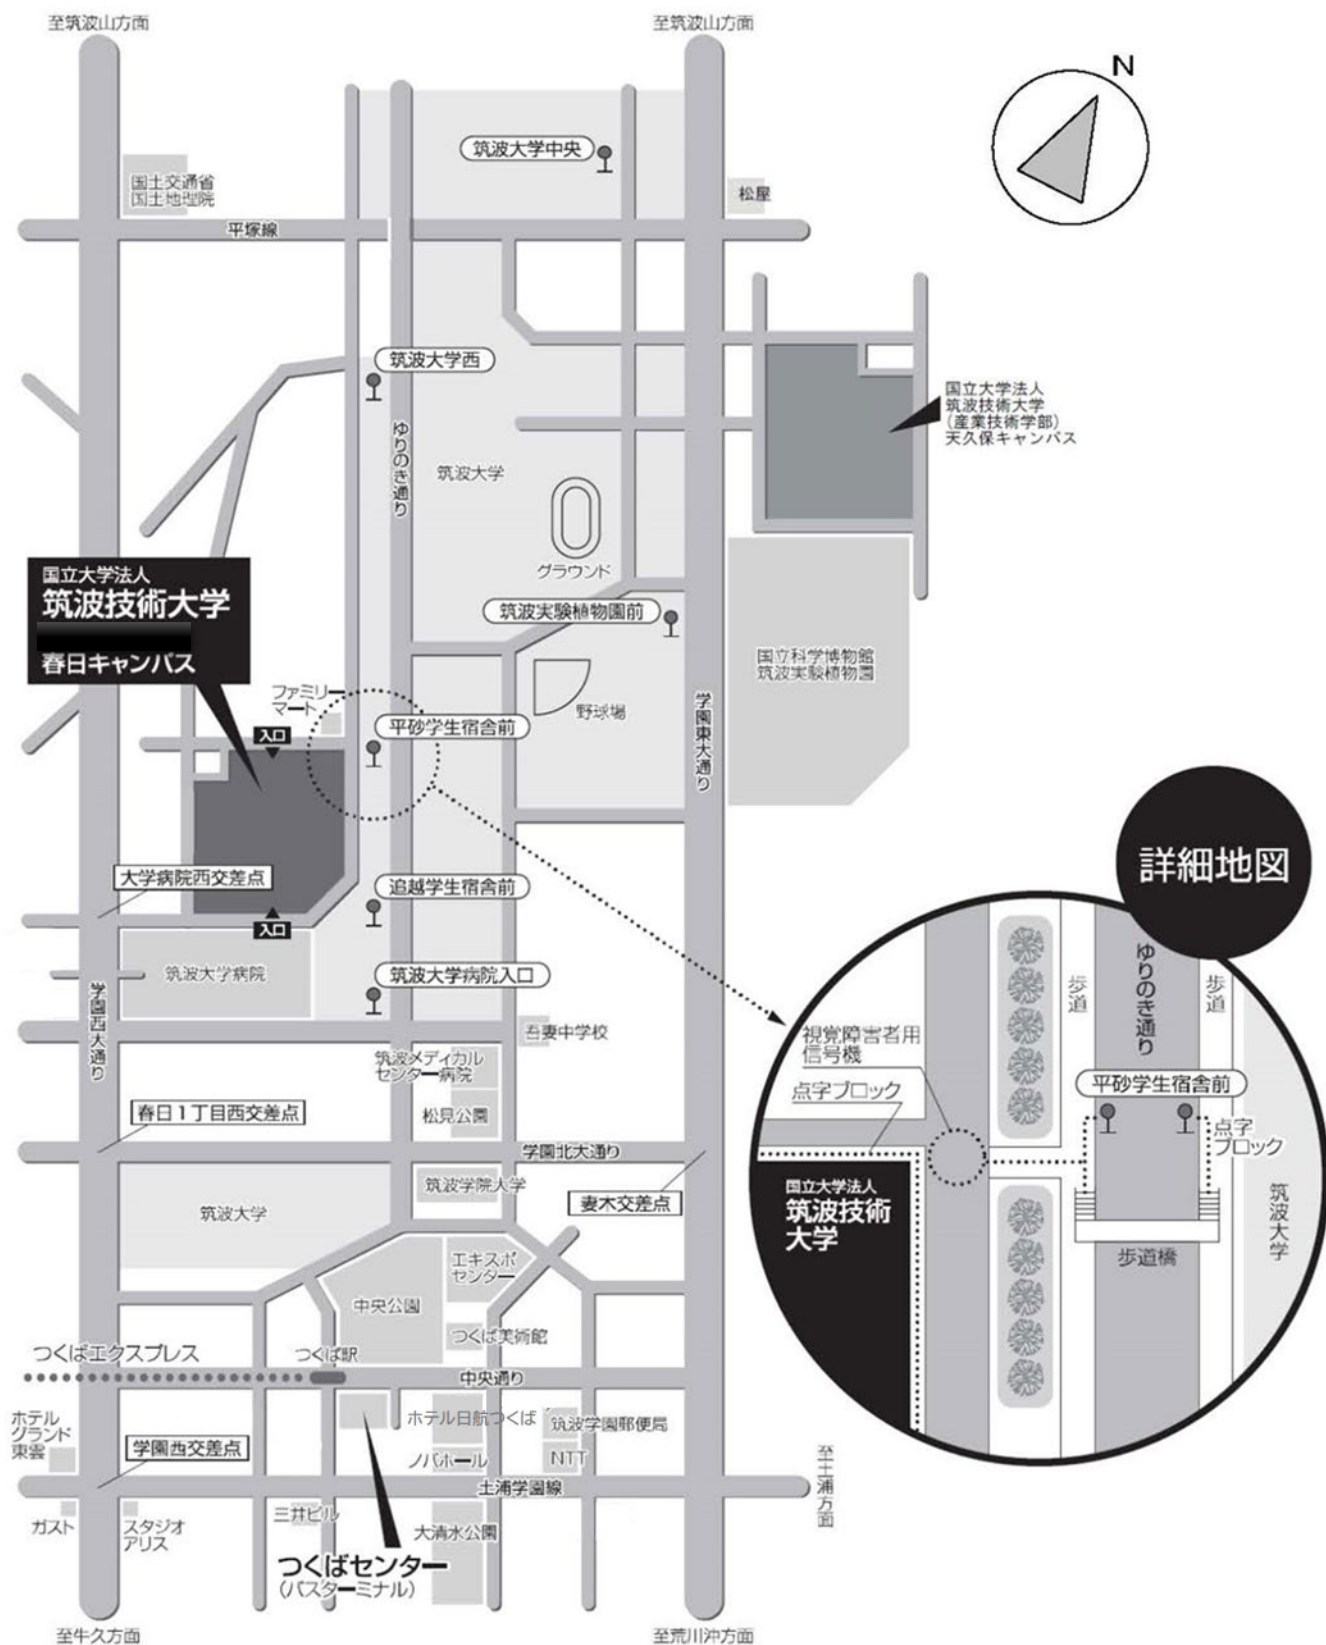 至筑波山方面
至筑波山方面
N
筑波大学中央
国土交通省
国土地理院
松屋
平塚線
筑波大学西
国立大学法人
筑波技術大学
(産業技術学部)
天久保キャンパス
ゆりのき通り
筑波大学
グラウンド
国立大学法人
筑波技術大学
春日キャンパス
筑波実験植物園前
国立科学博物館
筑波実験植物園
ファミリー
マート
野球場
学園東大通り
入口
平砂学生宿舎前
大学病院西交差点
追越学生宿舎前
入口
筑波大学病院
筑波大学病院入口
学園西大通り
吾妻中学校
筑波メディカル
センター病院
春日1丁目西交差点
松見公園
学園北大通り
筑波学院大学
妻木交差点
筑波大学
エキスポ
センター
中央公園
つくば美術館
つくばエクスプレス
つくば駅
中央通り
ホテル
グランド
東雲
学園西交差点
ホテル日航つくば
筑波学園郵便局
ノバホール
NTT
土浦学園線
至土浦方面
ガスト
スタジオ
アリス
三井ビル
大清水公園
つくばセンター
(バスターミナル)
至牛久方面
至荒川沖方面
詳細地図
歩道
ゆりのき通り
歩道
視覚障害者用
信号機
点字ブロック
平砂学生宿舎前
点字
ブロック
国立大学法人
筑波技術
大学
歩道橋
筑波大学